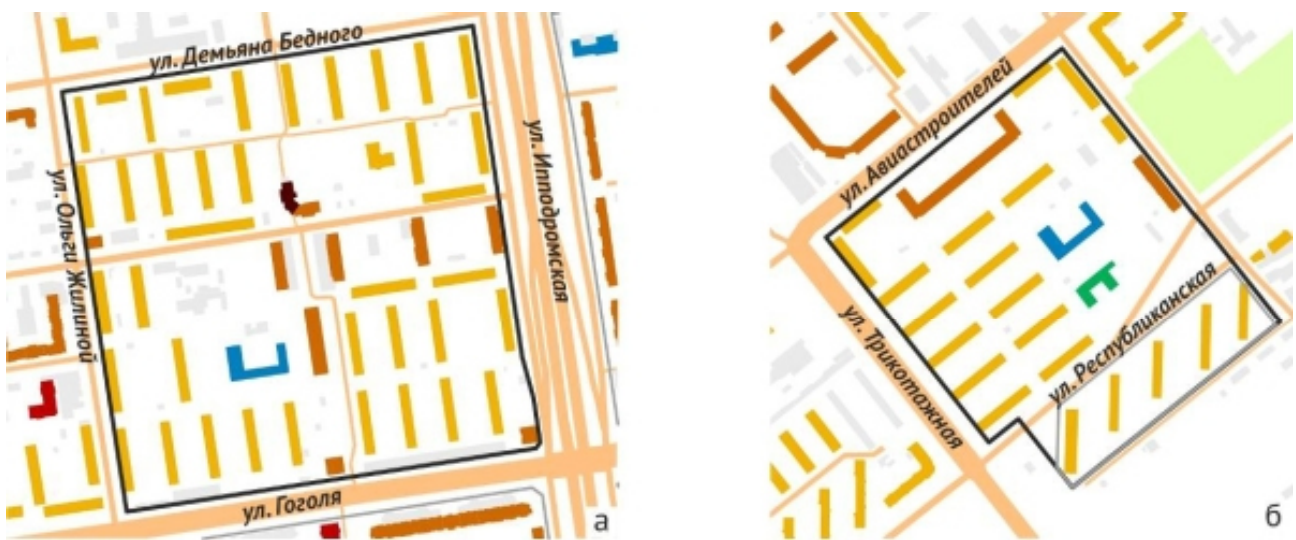 ул. Демьяна Бедного
ул. Ипподромская
ул. Ольги Жилиной
ул. Гоголя
а
ул. Авиастроителей
ул. Трикотажная
ул. Республиканская
б